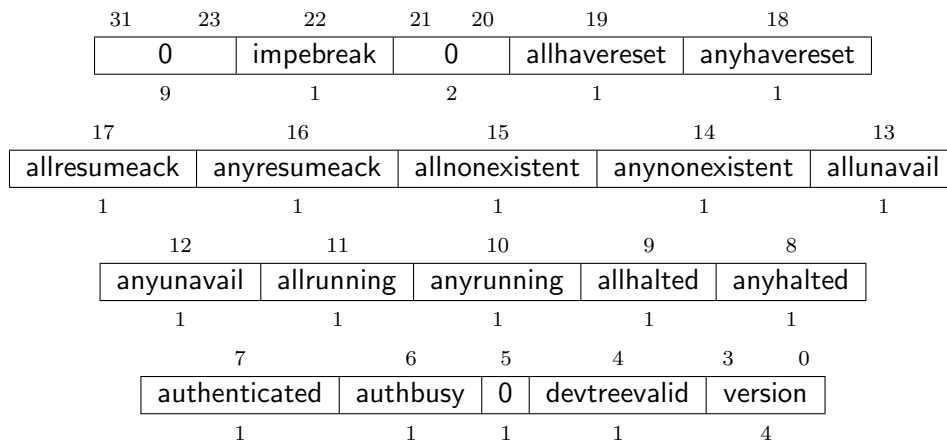 31 23 22 21 20 19 18
0 impebreak 0 allhavereset anyhavereset
9 1 2 1 1
17 16 15 14 13
allresumeack anyresumeack allnonexistent anynonexistent allunavail
1 1 1 1 1
12 11 10 9 8
anyunavail allrunning anyrunning allhalted anyhalted
1 1 1 1 1
7 6 5 4 3 0
authenticated authbusy 0 devtreevalid version
1 1 1 1 4